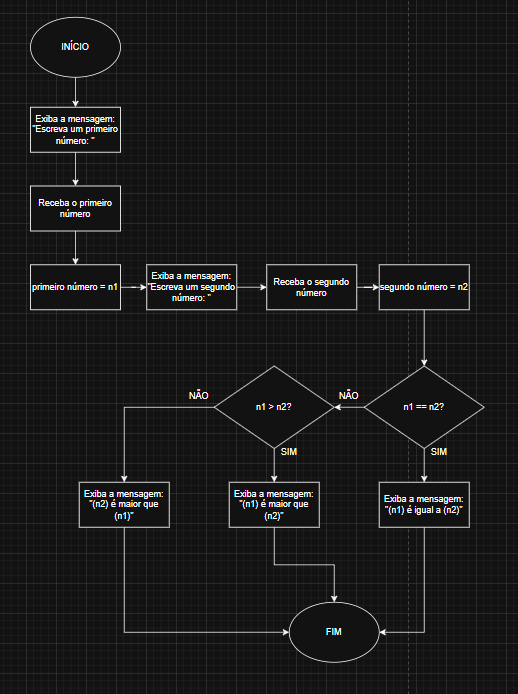 INÍCIO
Exiba a mensagem:
"Escreva um primeiro
número: "
Receba o primeiro
número
primeiro número = n1
Exiba a mensagem:
"Escreva um segundo
número: "
Receba o segundo
número
segundo número = n2
n1 == n2?
NÃO
SIM
n1 > n2?
NÃO
SIM
Exiba a mensagem:
"(n2) é maior que
(n1)"
Exiba a mensagem:
"(n1) é maior que
(n2)"
Exiba a mensagem:
"(n1) é igual a (n2)"
FIM